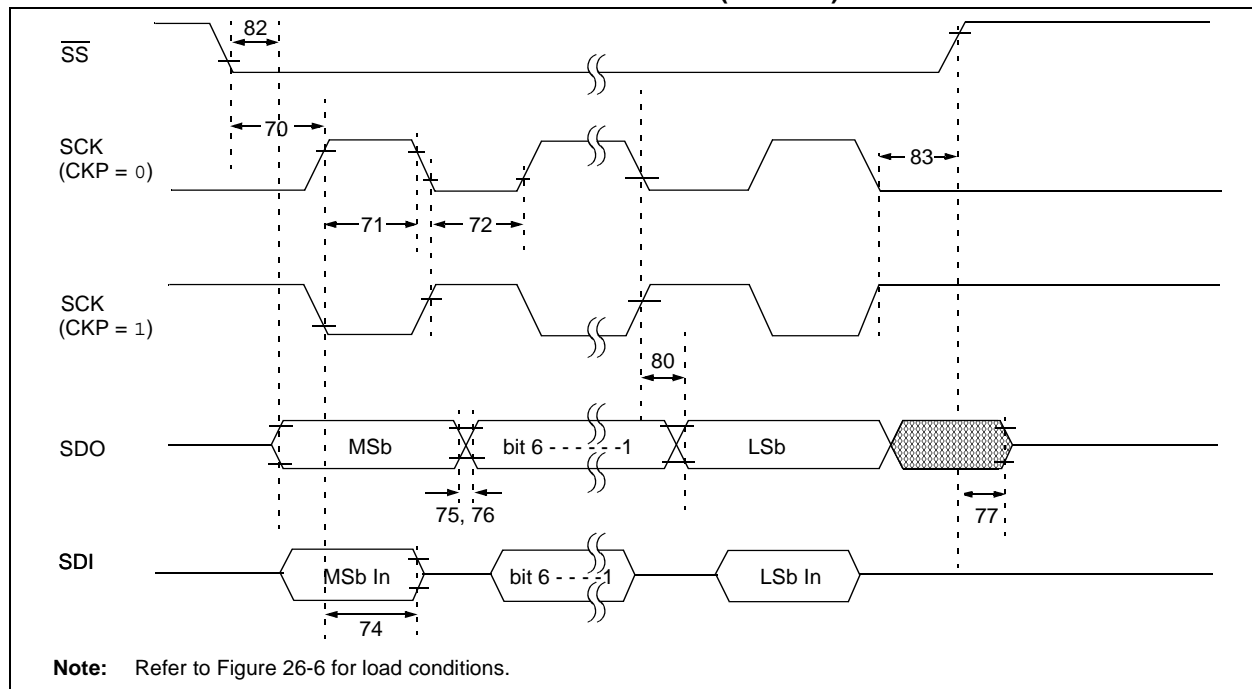 82
SS
70
SCK
(CKP = 0)
83
71
72
SCK
(CKP = 1)
80
SDO
MSb
bit 6 - - - - - -1
LSb
75, 76
77
SDI
MSb In
bit 6 - - - -1
LSb In
74
Note: Refer to Figure 26-6 for load conditions.